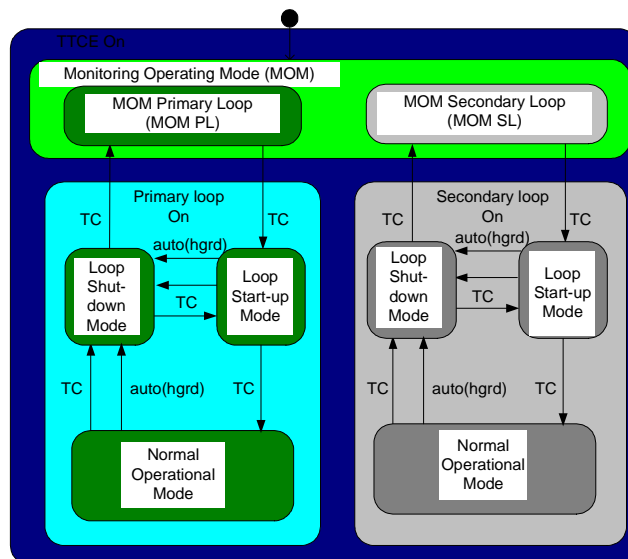 TTCE On
Monitoring Operating Mode (MOM)
MOM Primary Loop
(MOM PL)
MOM Secondary Loop
(MOM SL)
Primary loop
On
TC
TC
auto(hgrd)
Loop
Shut-
down
Mode
Loop
Start-up
Mode
TC
TC
auto(hgrd)
TC
Normal
Operational
Mode
Secondary loop
On
TC
TC
auto(hgrd)
Loop
Shut-
down
Mode
Loop
Start-up
Mode
TC
TC
auto(hgrd)
TC
Normal
Operational
Mode